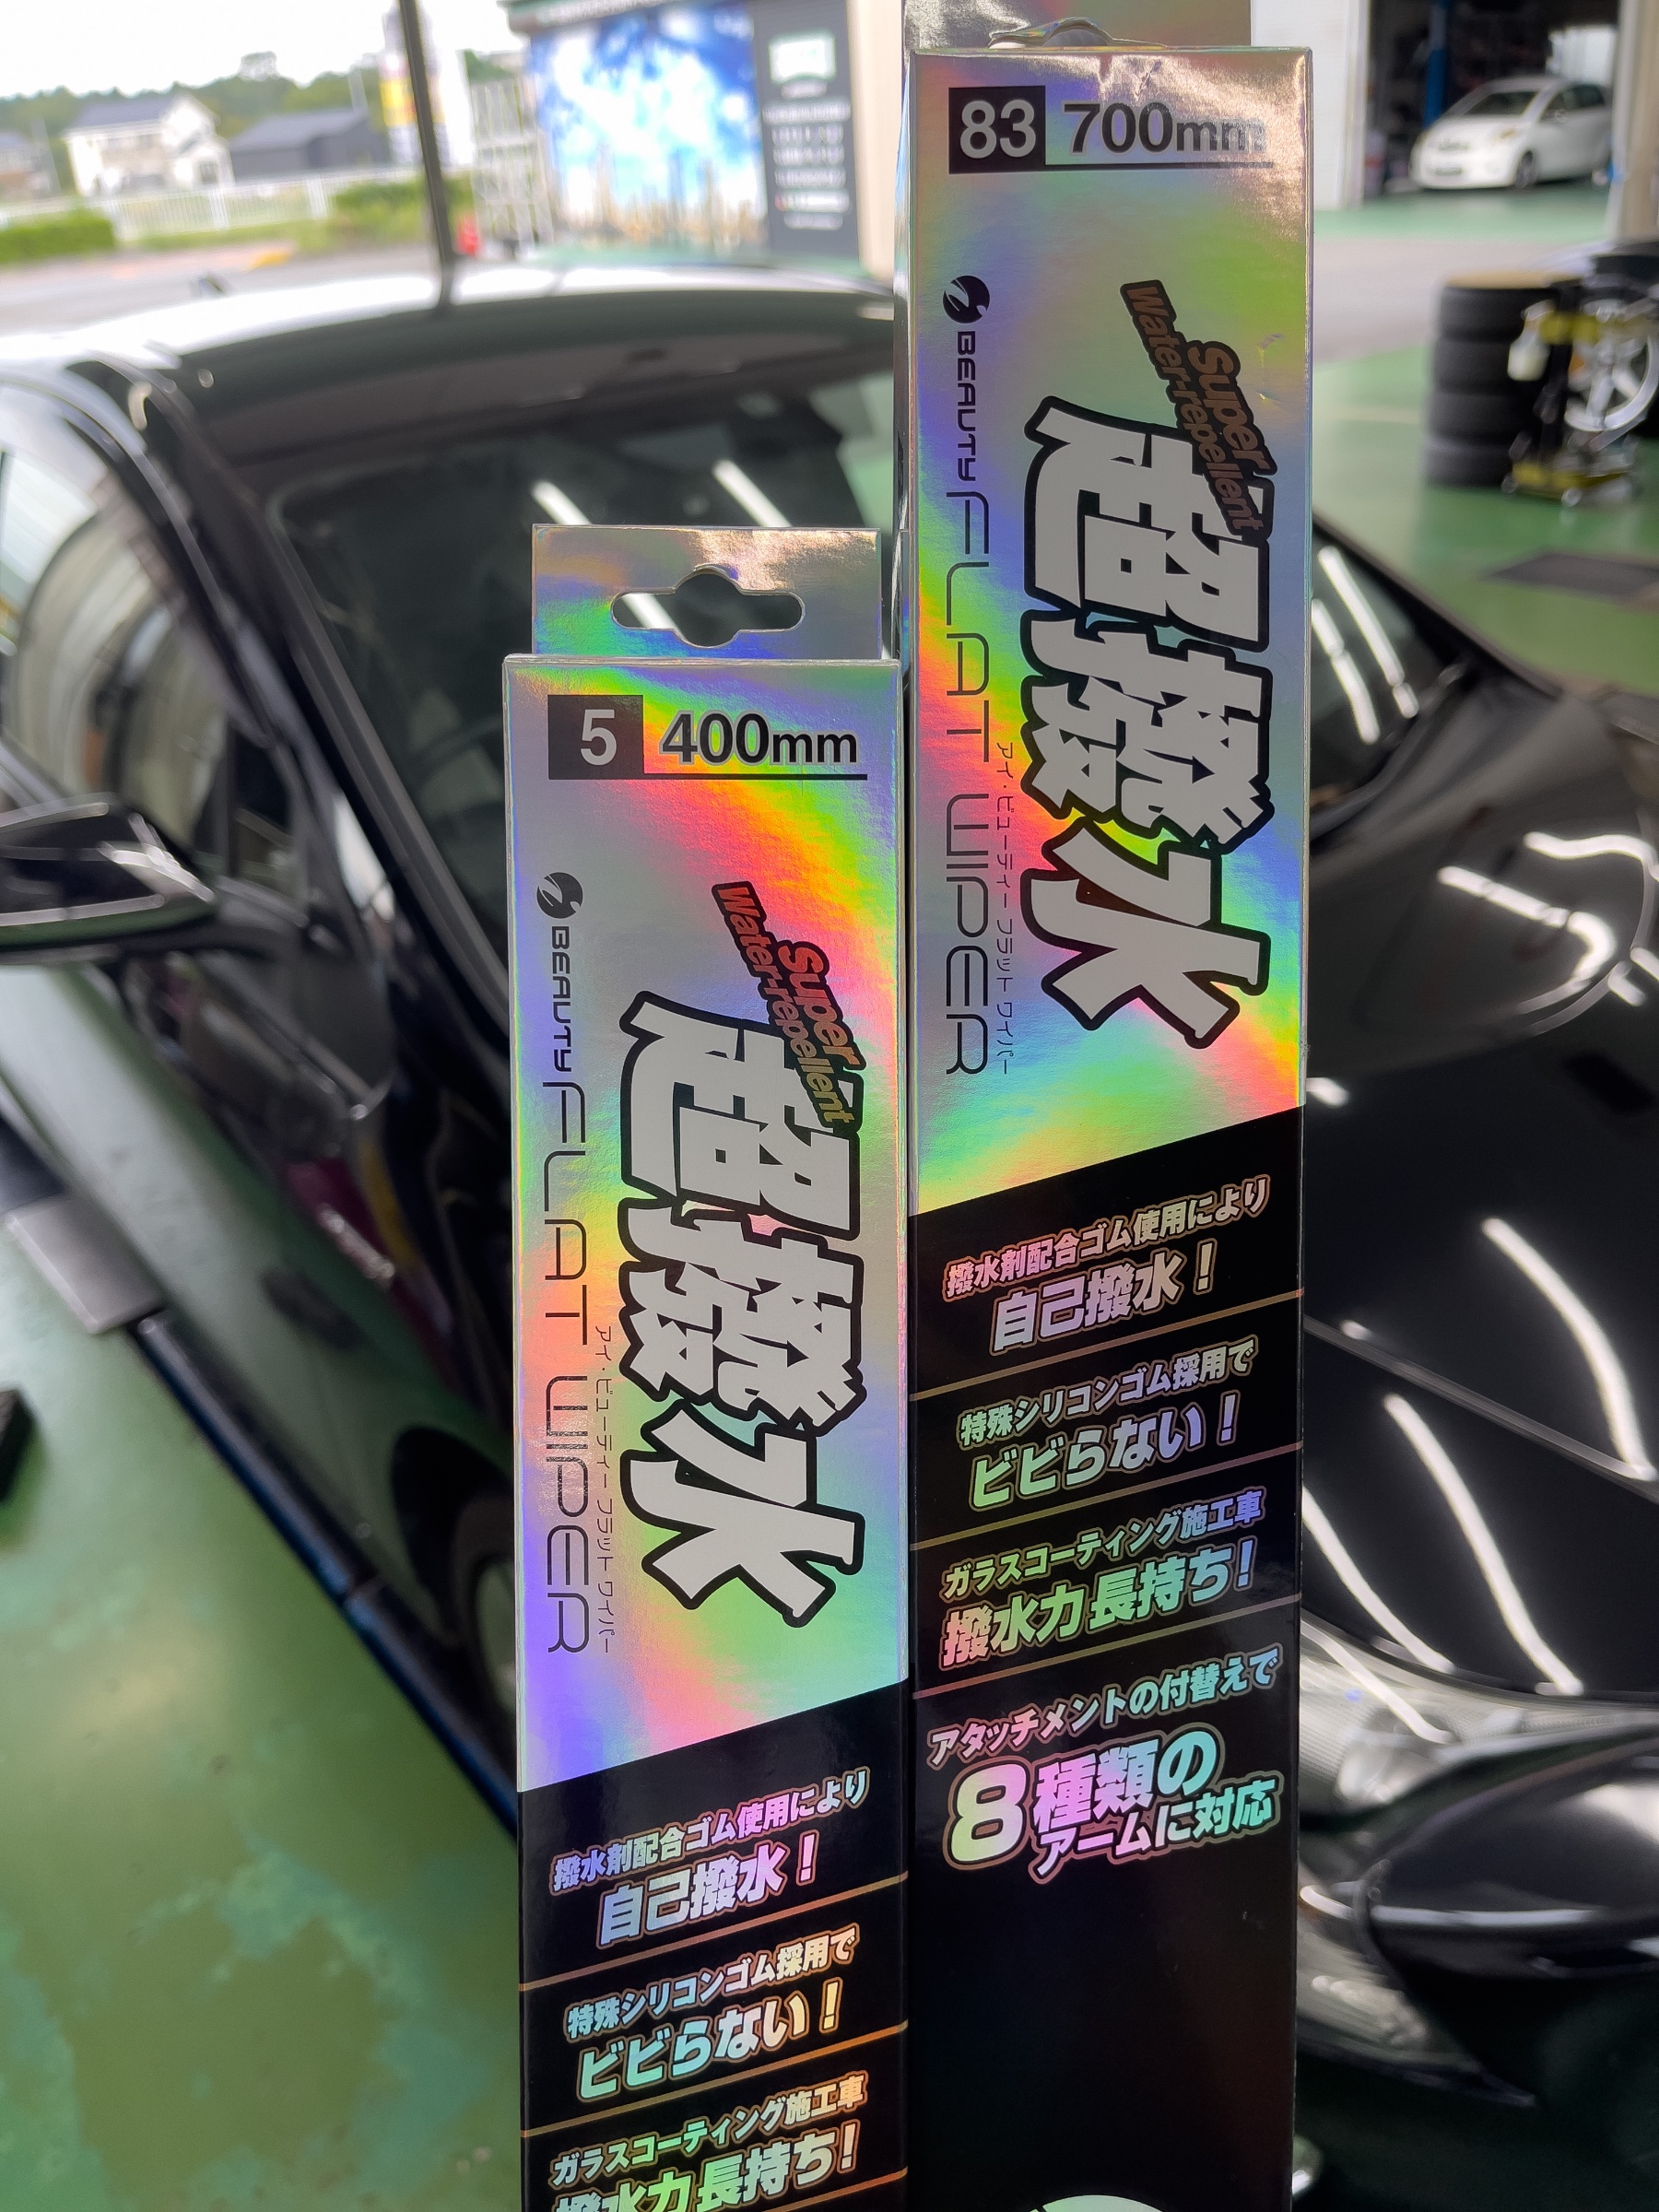 83 700mm
Super
Water-repellent
超撥水
BEAUTY FLAT WIPER
アイ・ビューティー フラット ワイパー
撥水剤配合ゴム使用により
自己撥水！
特殊シリコンゴム採用で
ビビらない！
ガラスコーティング施工車
撥水力長持ち！
アタッチメントの付替えで
8種類の
アームに対応
5 400mm
Super
Water-repellent
超撥水
BEAUTY FLAT WIPER
アイ・ビューティー フラット ワイパー
撥水剤配合ゴム使用により
自己撥水！
特殊シリコンゴム採用で
ビビらない！
ガラスコーティング施工車
撥水力長持ち！